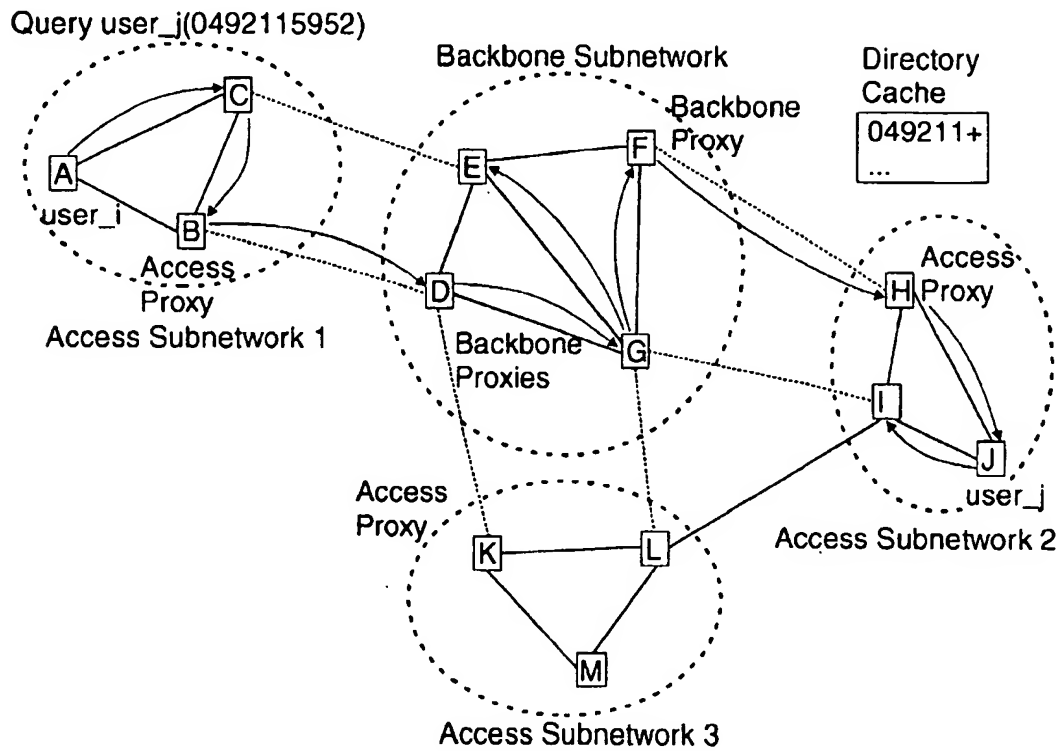 Query user_j(0492115952)
Backbone Subnetwork
Directory
Cache
049211+
...
C
Backbone
Proxy
F
E
A
user_i
B
Access
Proxy
Access Subnetwork 1
D
H
Access
Proxy
Backbone
Proxies
G
I
J
user_j
Access Subnetwork 2
Access
Proxy
K
L
M
Access Subnetwork 3